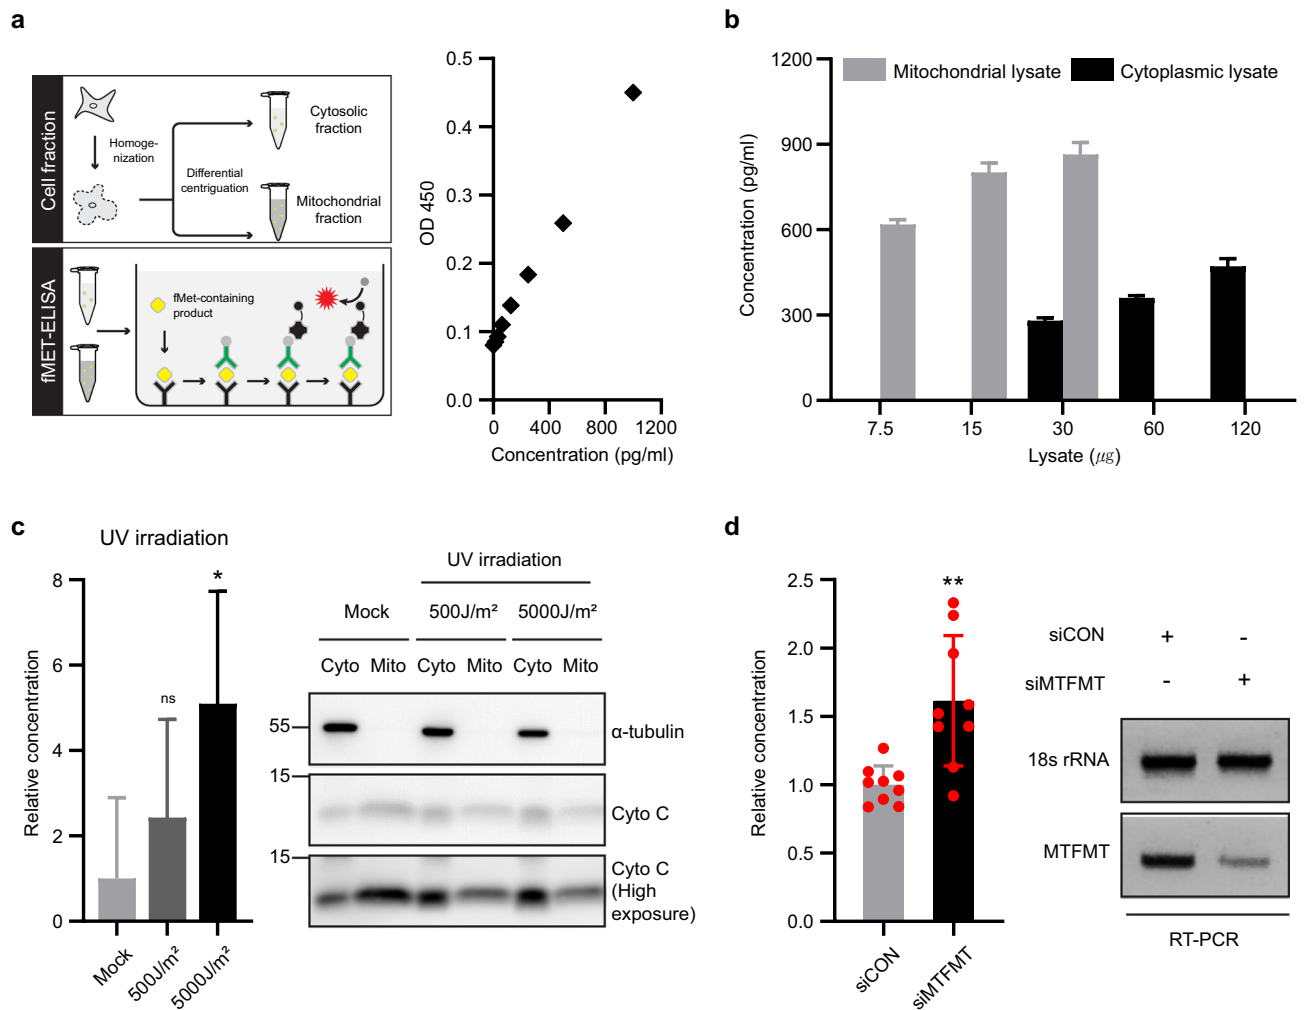 a
Cell fraction
Homoge-
nization
Differential
centriguation
Cytosolic
fraction
Mitochondrial
fraction
fMET-ELISA
fMet-containing
product
OD 450
0.5
0.4
0.3
0.2
0.1
0.0
0 400 800 1200
Concentration (pg/ml)
b
Mitochondrial lysate
Cytoplasmic lysate
Concentration (pg/ml)
1200
900
600
300
0
7.5 15 30 60 120
Lysate (μg)
c
UV irradiation
Relative concentration
8
6
4
2
0
ns
*
Mock
500J/m²
5000J/m²
UV irradiation
Mock 500J/m² 5000J/m²
Cyto Mito Cyto Mito Cyto Mito
55
α-tubulin
15
Cyto C
15
Cyto C
(High
exposure)
d
Relative concentration
2.5
2.0
1.5
1.0
0.5
0.0
**
siCON
siMTFMT
siCON + -
siMTFMT - +
18s rRNA
MTFMT
RT-PCR